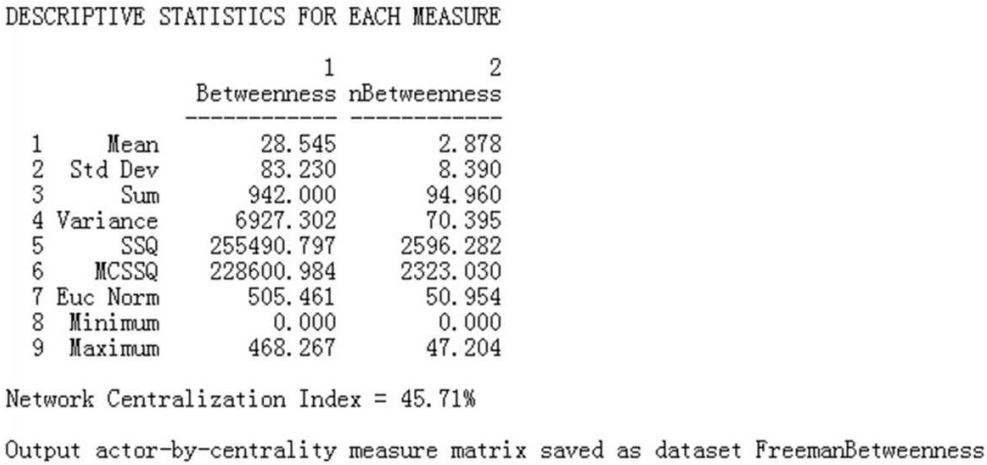 DESCRIPTIVE STATISTICS FOR EACH MEASURE
1 2
Betweenness nBetweenness
------------ ------------
1 Mean 28.545 2.878
2 Std Dev 83.230 8.390
3 Sum 942.000 94.960
4 Variance 6927.302 70.395
5 SSQ 255490.797 2596.282
6 MCSSQ 228600.984 2323.030
7 Euc Norm 505.461 50.954
8 Minimum 0.000 0.000
9 Maximum 468.267 47.204
Network Centralization Index = 45.71%
Output actor-by-centrality measure matrix saved as dataset FreemanBetweenness